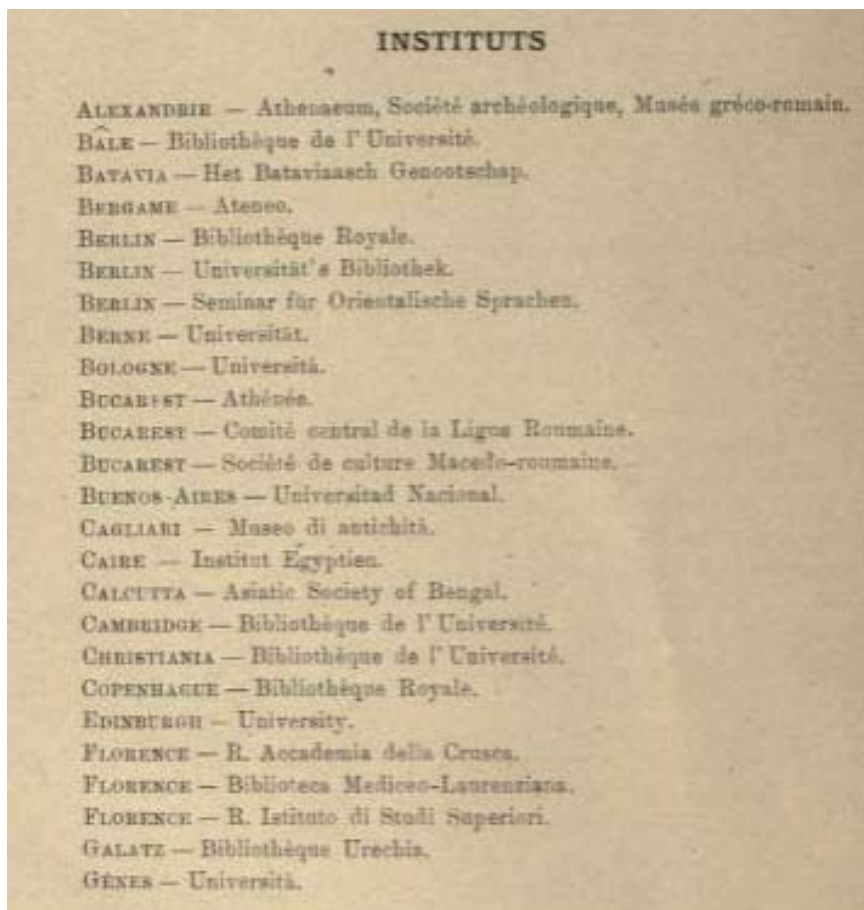 INSTITUTS
ALEXANDRIE — Athenaeum, Société archéologique, Musée gréco-romain.
BÂLE — Bibliothèque de l' Université.
BATAVIA — Het Bataviaasch Genootschap.
BERGAME — Ateneo.
BERLIN — Bibliothèque Royale.
BERLIN — Universität's Bibliothek.
BERLIN — Seminar für Orientalische Sprachen.
BERNE — Universität.
BOLOGNE — Università.
BUCAREST — Athénée.
BUCAREST — Comité central de la Ligue Roumaine.
BUCAREST — Société de culture Macedo-roumaine.
BUENOS-AIRES — Universitad Nacional.
CAGLIARI — Museo di antichità.
CAIRE — Institut Égyptien.
CALCUTTA — Asiatic Society of Bengal.
CAMBRIDGE — Bibliothèque de l' Université.
CHRISTIANIA — Bibliothèque de l' Université.
COPENHAGUE — Bibliothèque Royale.
EDINBURGH — University.
FLORENCE — R. Accademia della Crusca.
FLORENCE — Biblioteca Mediceo-Laurenziana.
FLORENCE — R. Istituto di Studi Superiori.
GALATZ — Bibliothèque Urechia.
GÊNES — Università.